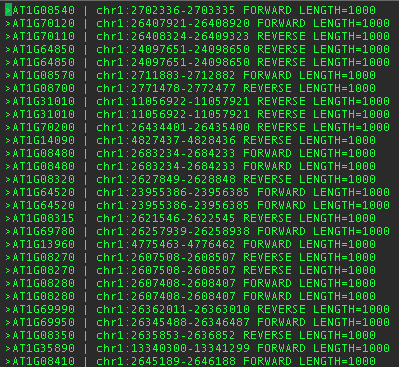 >AT1G08540 | chr1:2702336-2703335 FORWARD LENGTH=1000
>AT1G70120 | chr1:26407921-26408920 FORWARD LENGTH=1000
>AT1G70110 | chr1:26408324-26409323 REVERSE LENGTH=1000
>AT1G64850 | chr1:24097651-24098650 REVERSE LENGTH=1000
>AT1G64850 | chr1:24097651-24098650 REVERSE LENGTH=1000
>AT1G08570 | chr1:2711883-2712882 FORWARD LENGTH=1000
>AT1G08700 | chr1:2771478-2772477 REVERSE LENGTH=1000
>AT1G31010 | chr1:11056922-11057921 REVERSE LENGTH=1000
>AT1G31010 | chr1:11056922-11057921 REVERSE LENGTH=1000
>AT1G70200 | chr1:26434401-26435400 REVERSE LENGTH=1000
>AT1G14090 | chr1:4827437-4828436 REVERSE LENGTH=1000
>AT1G08480 | chr1:2683234-2684233 FORWARD LENGTH=1000
>AT1G08480 | chr1:2683234-2684233 FORWARD LENGTH=1000
>AT1G08320 | chr1:2627849-2628848 REVERSE LENGTH=1000
>AT1G64520 | chr1:23955386-23956385 FORWARD LENGTH=1000
>AT1G64520 | chr1:23955386-23956385 FORWARD LENGTH=1000
>AT1G08315 | chr1:2621546-2622545 REVERSE LENGTH=1000
>AT1G69780 | chr1:26257939-26258938 FORWARD LENGTH=1000
>AT1G13960 | chr1:4775463-4776462 FORWARD LENGTH=1000
>AT1G08270 | chr1:2607508-2608507 REVERSE LENGTH=1000
>AT1G08270 | chr1:2607508-2608507 REVERSE LENGTH=1000
>AT1G08280 | chr1:2607408-2608407 FORWARD LENGTH=1000
>AT1G08280 | chr1:2607408-2608407 FORWARD LENGTH=1000
>AT1G69990 | chr1:26362011-26363010 REVERSE LENGTH=1000
>AT1G69950 | chr1:26345488-26346487 FORWARD LENGTH=1000
>AT1G08350 | chr1:2635853-2636852 REVERSE LENGTH=1000
>AT1G35890 | chr1:13340300-13341299 FORWARD LENGTH=1000
>AT1G08410 | chr1:2645189-2646188 FORWARD LENGTH=1000